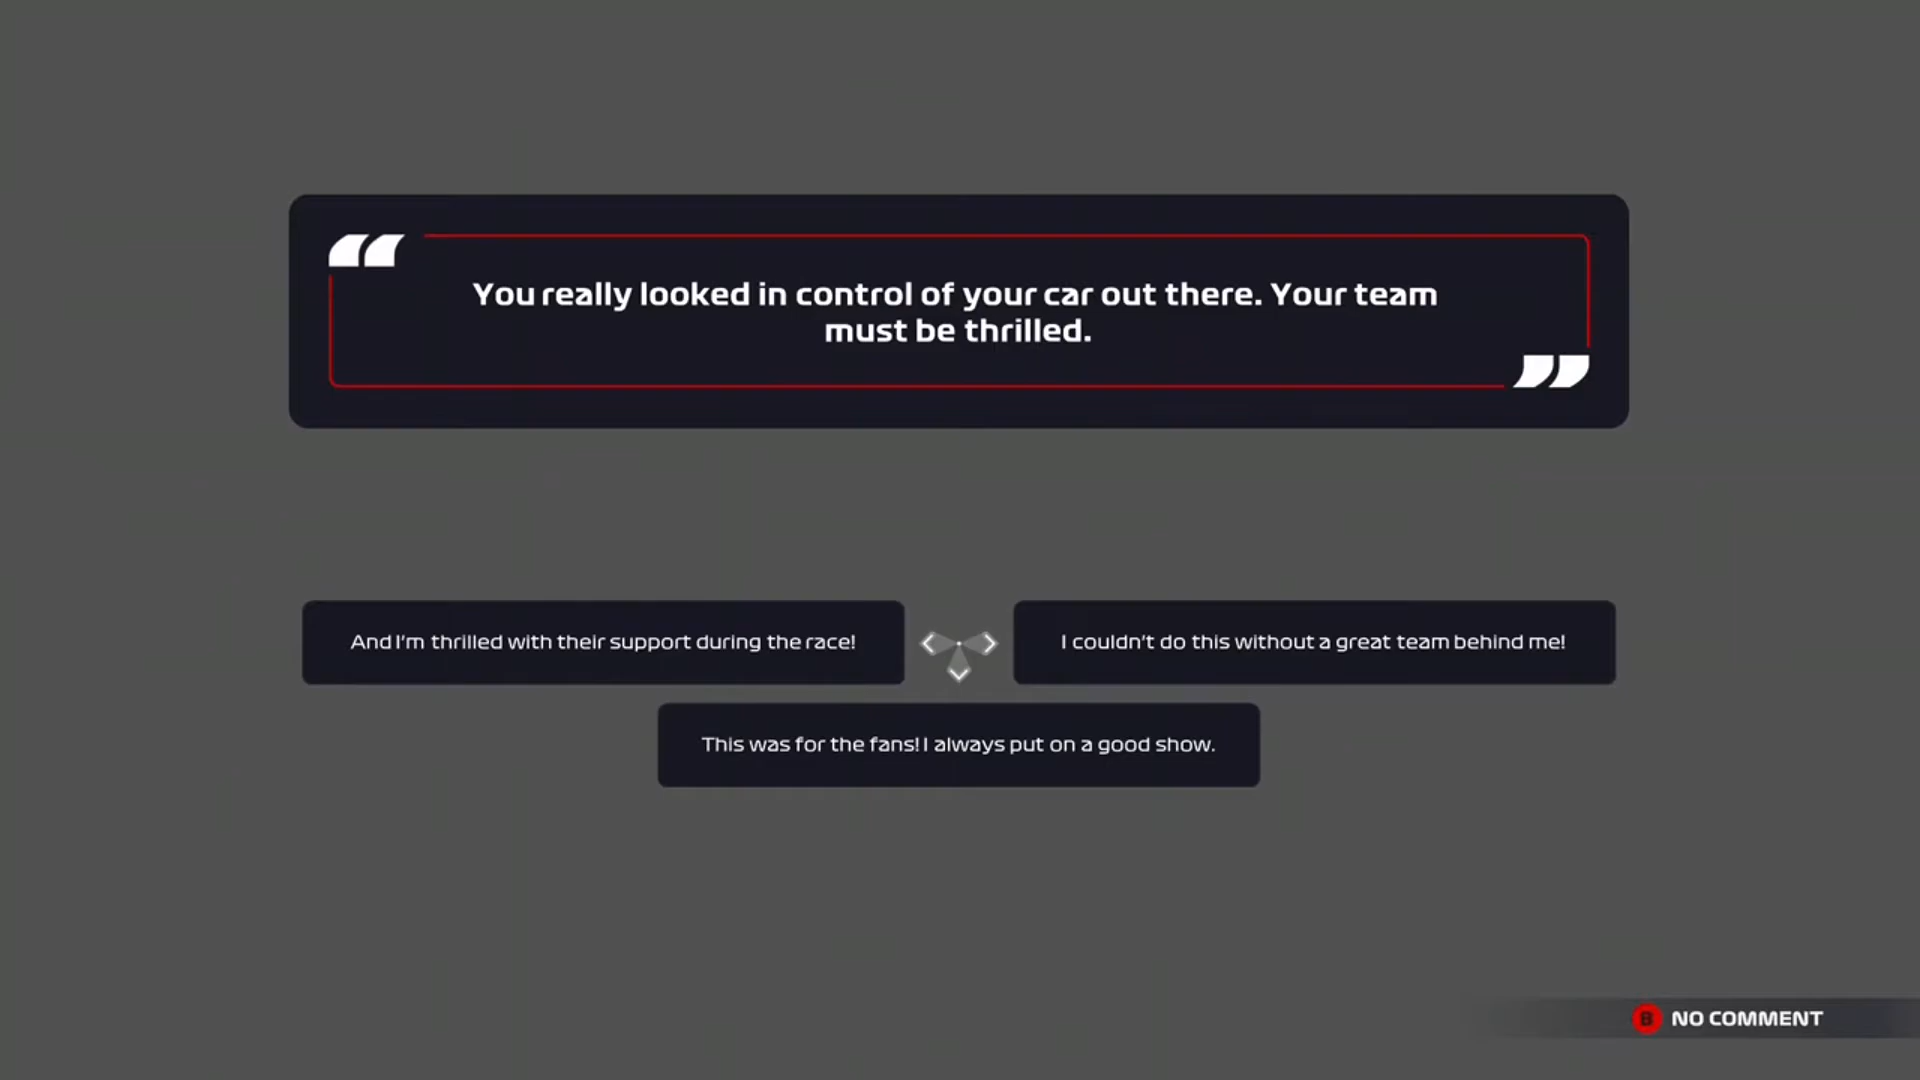 You really looked in control of your car out there. Your team
must be thrilled.
And I'm thrilled with their support during the race!
I couldn't do this without a great team behind me!
This was for the fans! I always put on a good show.
B NO COMMENT